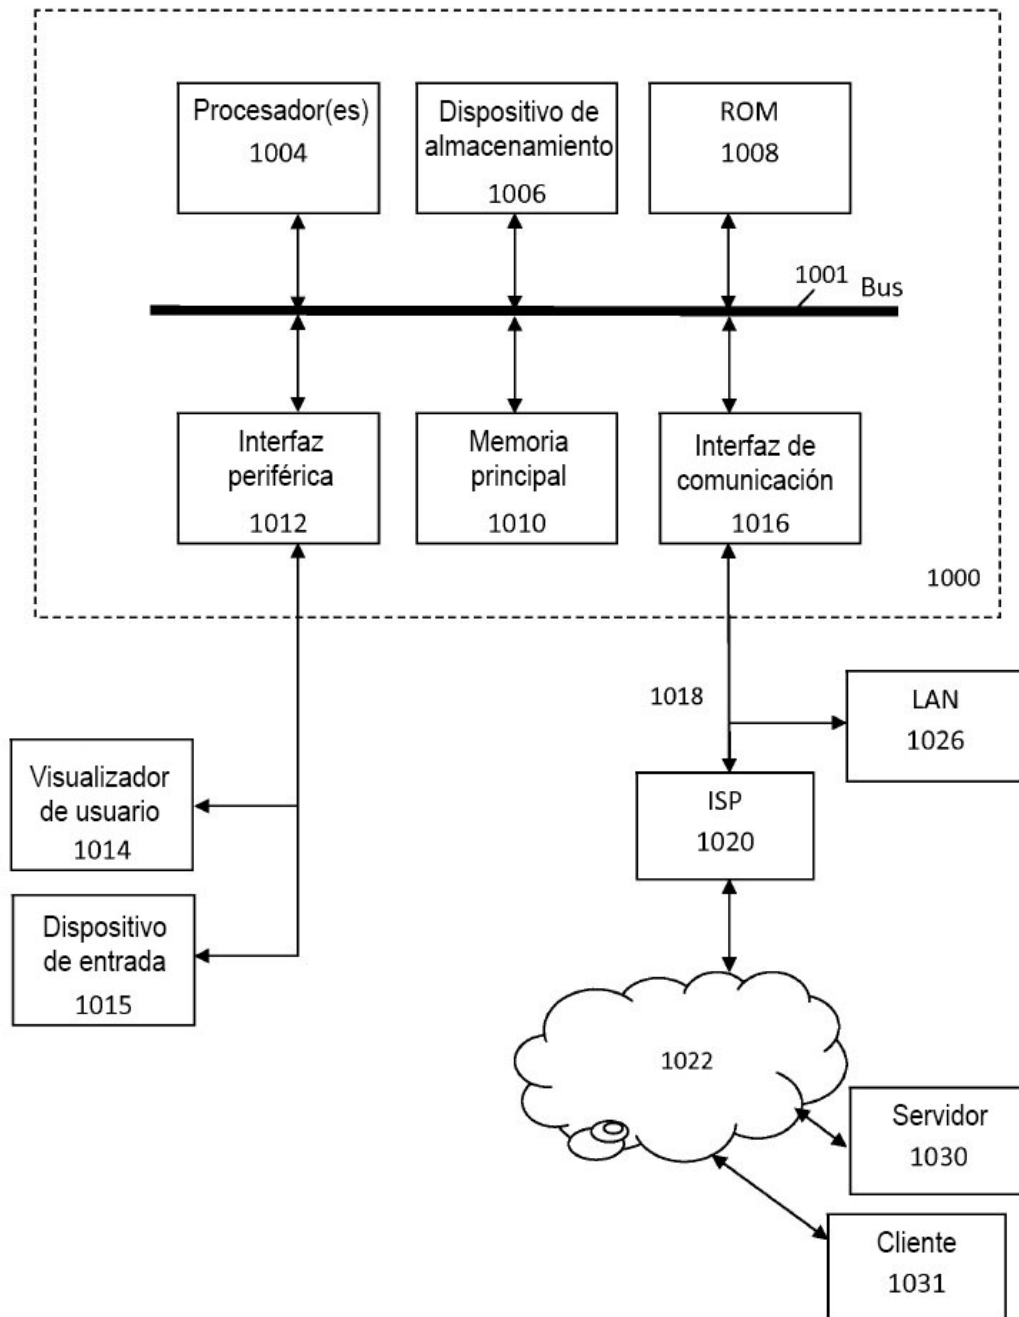 Procesador(es)
1004
Dispositivo de
almacenamiento
1006
ROM
1008
1001
Bus
Interfaz
periférica
1012
Memoria
principal
1010
Interfaz de
comunicación
1016
1000
1018
LAN
1026
Visualizador
de usuario
1014
ISP
1020
Dispositivo
de entrada
1015
1022
Servidor
1030
Cliente
1031